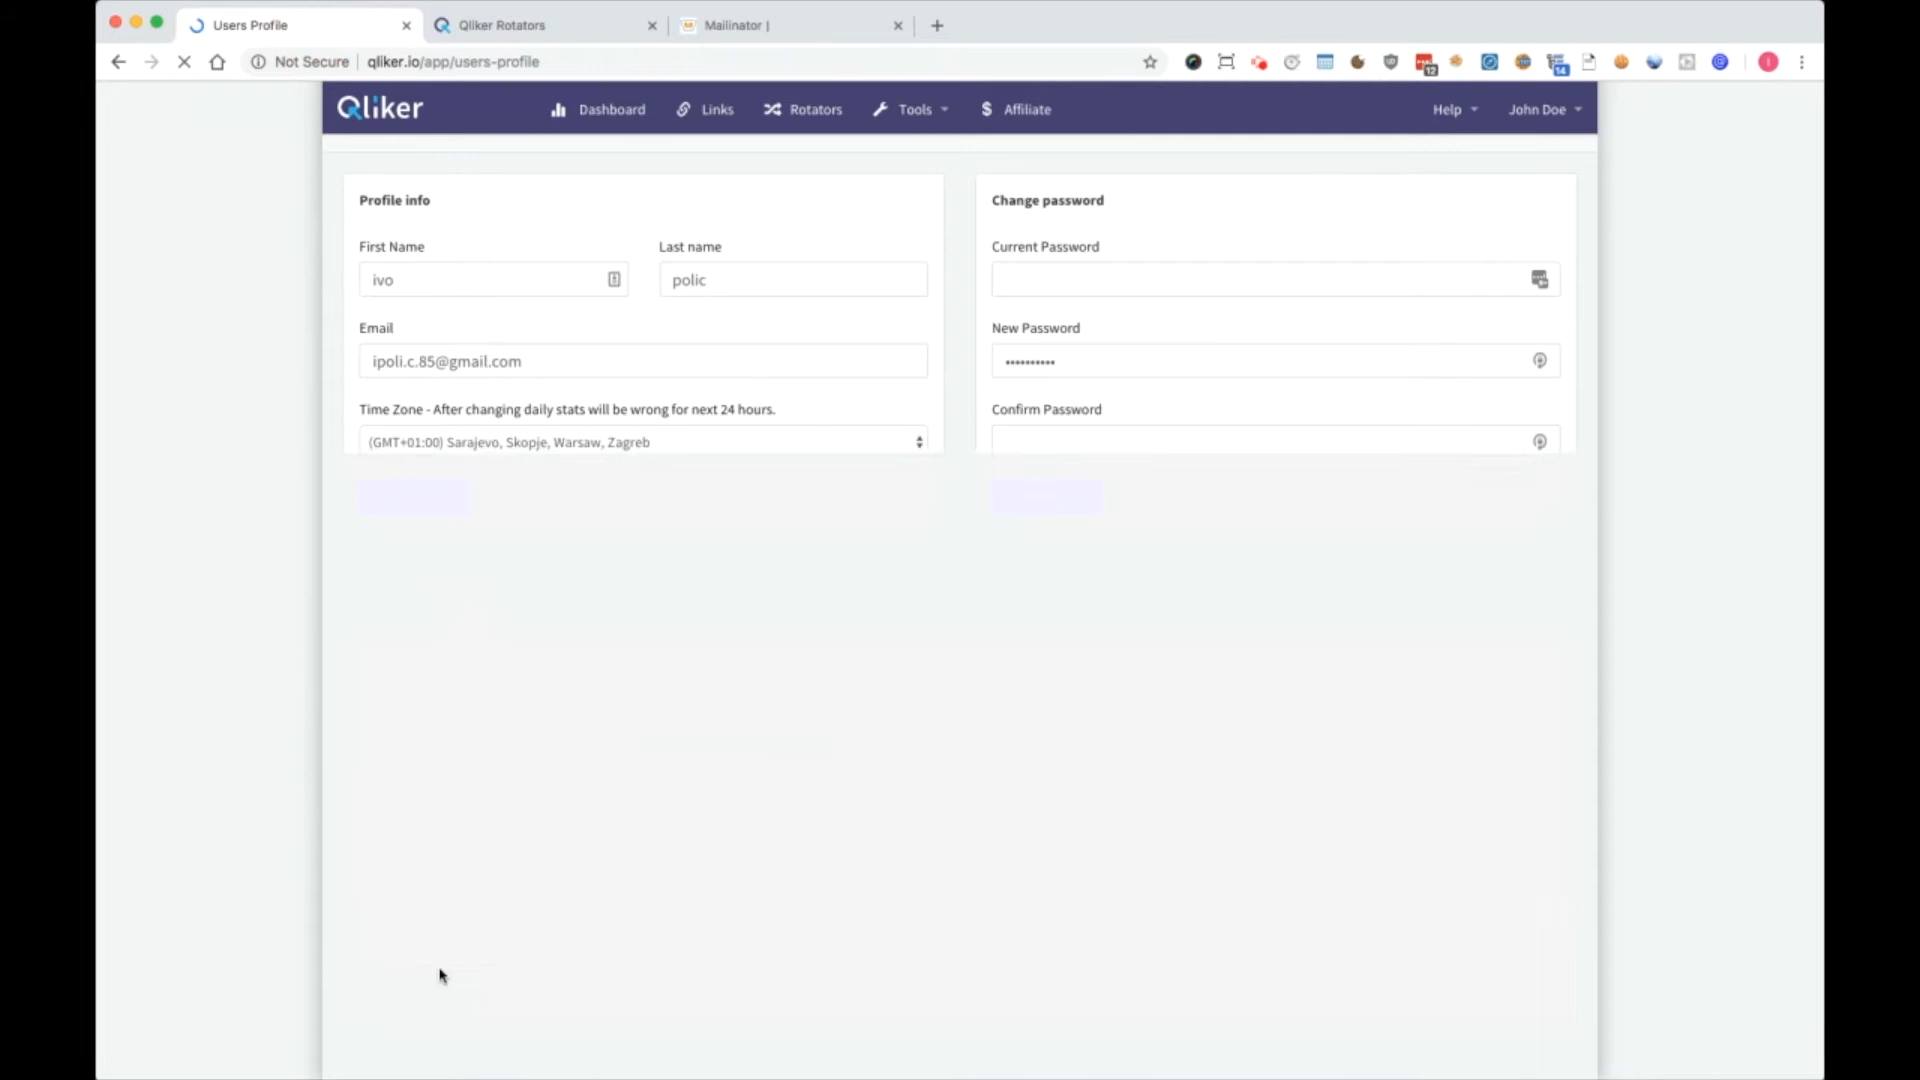 Users Profile
Qliker Rotators
Mailinator |
Not Secure
qliker.io/app/users-profile
12
14
i
Qliker
Dashboard
Links
Rotators
Tools
Affiliate
Help
John Doe
Profile info
First Name
Last name
ivo
polic
Email
ipoli.c.85@gmail.com
Time Zone - After changing daily stats will be wrong for next 24 hours.
(GMT+01:00) Sarajevo, Skopje, Warsaw, Zagreb
Change password
Current Password
New Password
••••••••••
Confirm Password